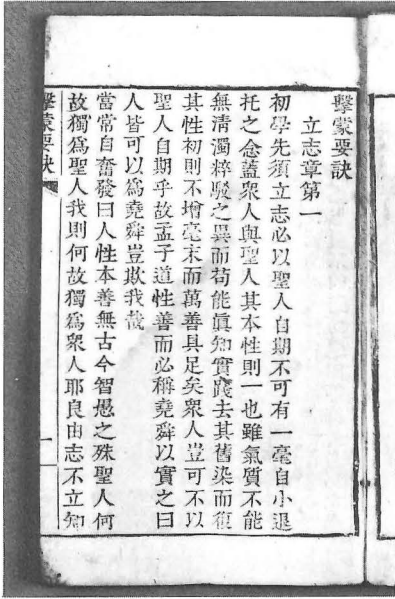 擊蒙要訣
立志章第一
初學先須立志必以聖人自期不可有一毫自小退
托之念蓋衆人與聖人其本性則一也雖氣質不能
無清濁粹駁之異而苟能眞知實踐去其舊染而復
其性初則不增毫末而萬善具足矣衆人豈可不以
聖人自期乎故孟子道性善而必稱堯舜以實之曰
人皆可以爲堯舜豈欺我哉
當常自奮發曰人性本善無古今智愚之殊聖人何
故獨爲聖人我則何故獨爲衆人耶良由志不立知
擊蒙要訣
一